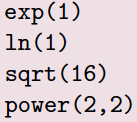 exp(1)
ln(1)
sqrt(16)
power(2,2)